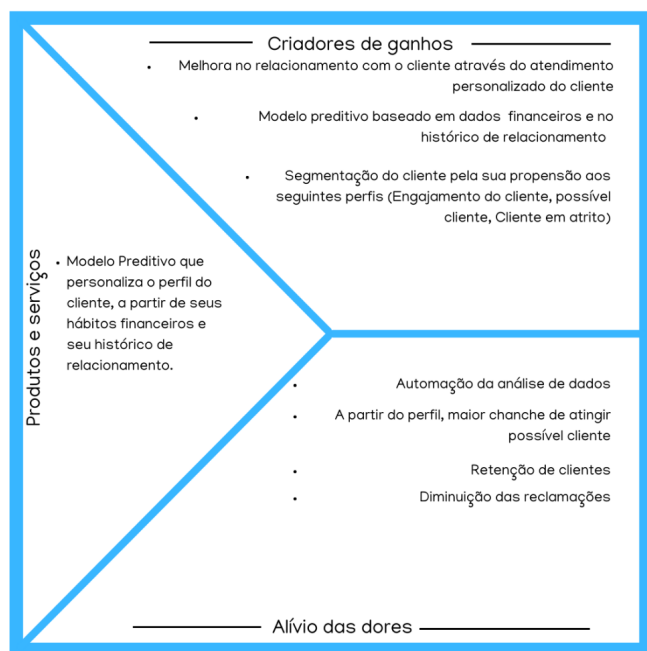 Criadores de ganhos
• Melhora no relacionamento com o cliente através do atendimento
personalizado do cliente
• Modelo preditivo baseado em dados financeiros e no
histórico de relacionamento
• Segmentação do cliente pela sua propensão aos
seguintes perfis (Engajamento do cliente, possível
cliente, Cliente em atrito)
Produtos e serviços
• Modelo Preditivo que
personaliza o perfil do
cliente, a partir de seus
hábitos financeiros e
seu histórico de
relacionamento.
• Automação da análise de dados
• A partir do perfil, maior chanche de atingir
possível cliente
• Retenção de clientes
• Diminuição das reclamações
Alívio das dores